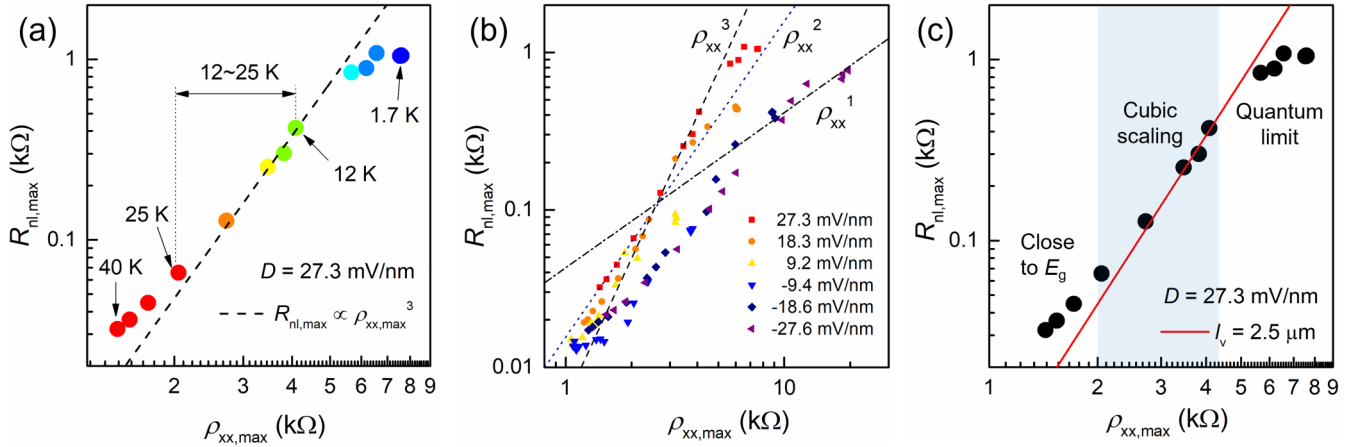 (a)
R_nl,max (kΩ)
1
0.1
12~25 K
1.7 K
12 K
25 K
40 K
D = 27.3 mV/nm
R_nl,max ∝ ρ_xx,max^3
2 3 4 5 6 7 8 9
ρ_xx,max (kΩ)
(b)
R_nl,max (kΩ)
1
0.1
0.01
ρ_xx^3
ρ_xx^2
ρ_xx^1
27.3 mV/nm
18.3 mV/nm
9.2 mV/nm
-9.4 mV/nm
-18.6 mV/nm
-27.6 mV/nm
1 10
ρ_xx,max (kΩ)
(c)
R_nl,max (kΩ)
1
0.1
Cubic
scaling
Quantum
limit
Close
to E_g
D = 27.3 mV/nm
l_v = 2.5 μm
1 2 3 4 5 6 7 8 9
ρ_xx,max (kΩ)